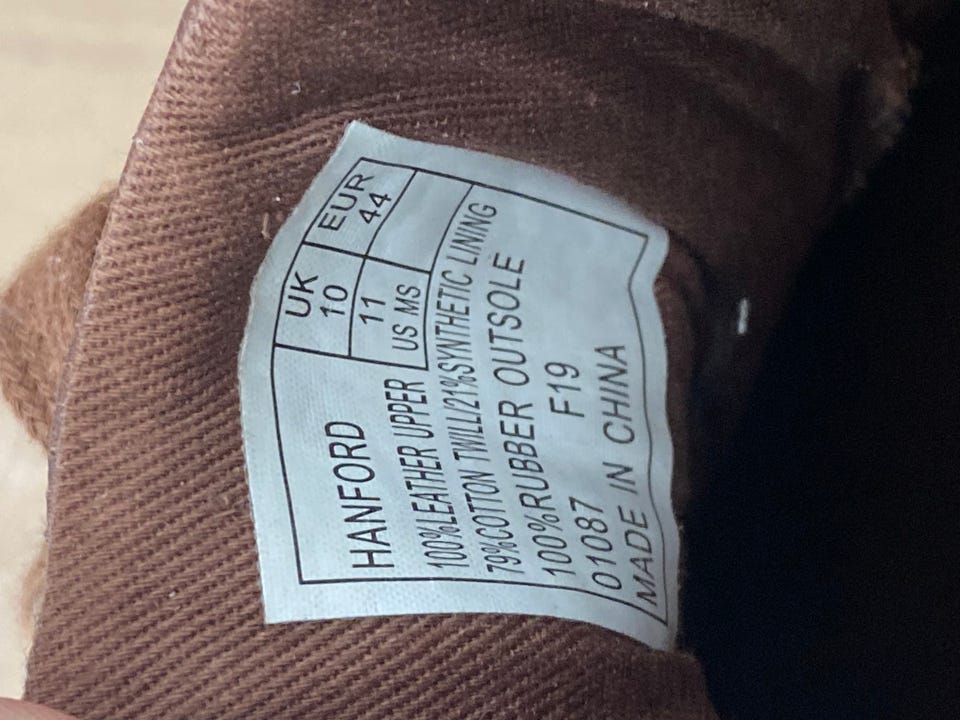 HANFORD
UK EUR
10 44
11
US MS
100%LEATHER UPPER
79%COTTON TWILL/21%SYNTHETIC LINING
100%RUBBER OUTSOLE
01087 F19
MADE IN CHINA